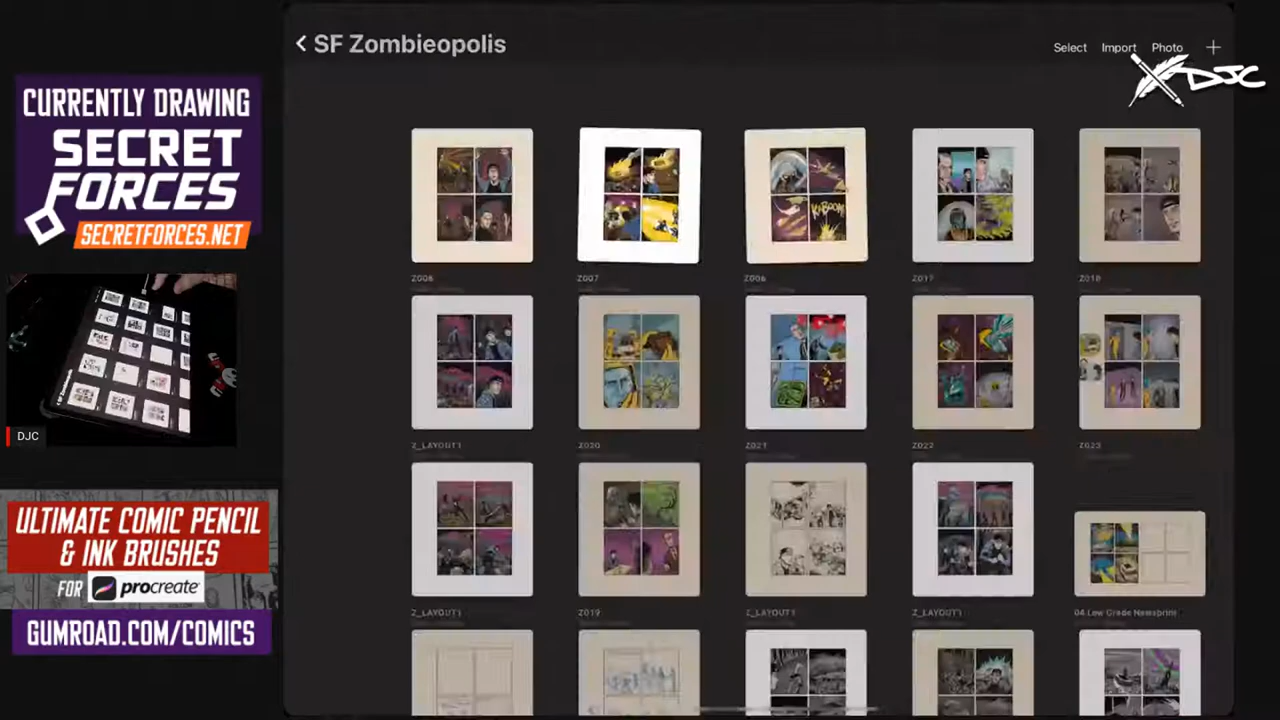 SF Zombieopolis
Select Import Photo
DJC
CURRENTLY DRAWING
SECRET
FORCES
SECRETFORCES.NET
KABOOM
Z007
Z017
Z018
DJC
Z_LAYOUT1
Z020
Z021
Z022
Z023
ULTIMATE COMIC PENCIL
& INK BRUSHES
FOR procreate
GUMROAD.COM/COMICS
Z_LAYOUT1
Z019
Z_LAYOUT1
Z_LAYOUT1
04 Low Grade Newsprint